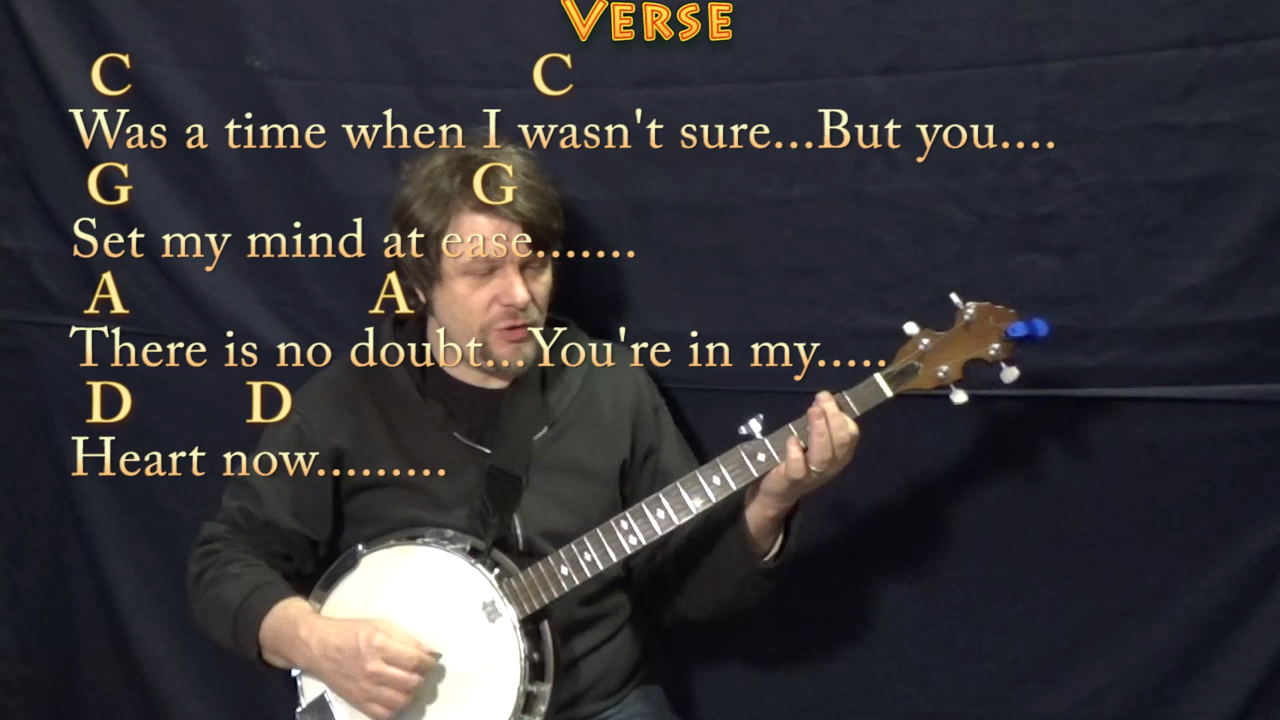 VERSE
C C
Was a time when I wasn't sure...But you....
G G
Set my mind at ease.......
A A
There is no doubt...You're in my.....
D D
Heart now.........